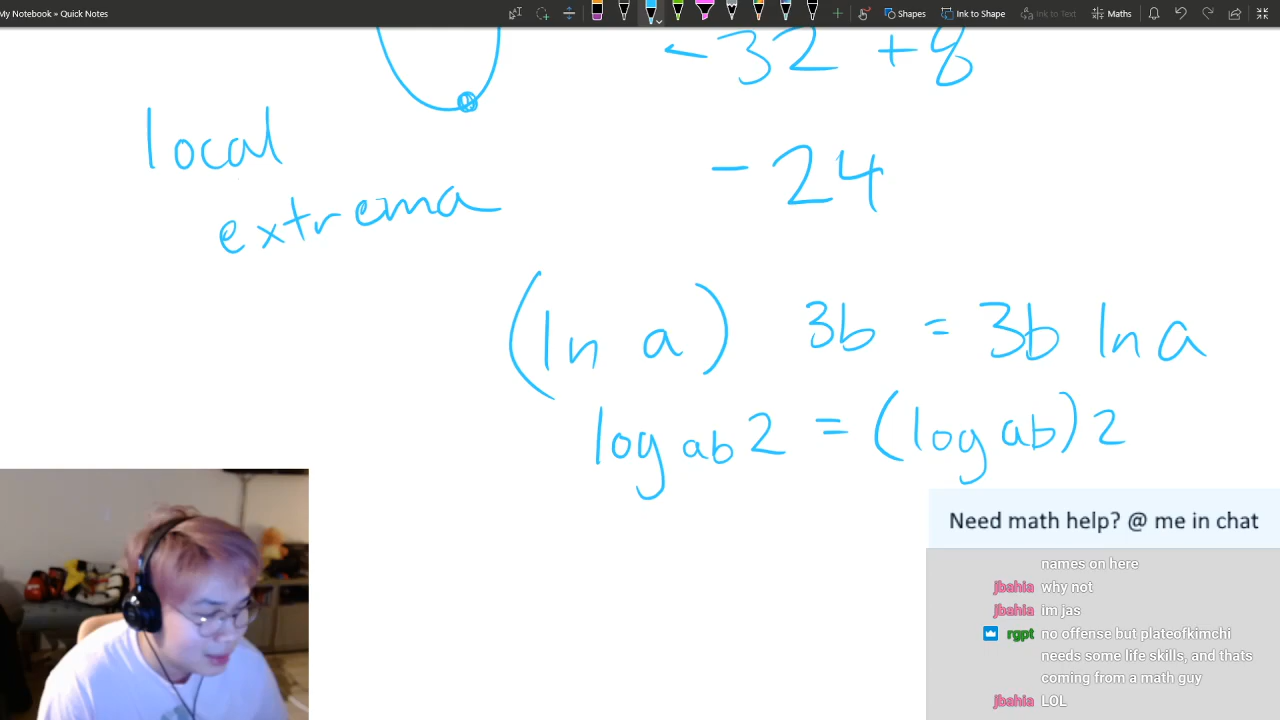 My Notebook » Quick Notes
Shapes
Ink to Shape
Ink to Text
Maths
-32 +8
local
extrema
-24
(ln a) 3b = 3b ln a
log ab 2 = (log ab) 2
Need math help? @ me in chat
names on here
jbahia why not
jbahia im jas
rgpt no offense but plateofkimchi
needs some life skills, and thats
coming from a math guy
jbahia LOL